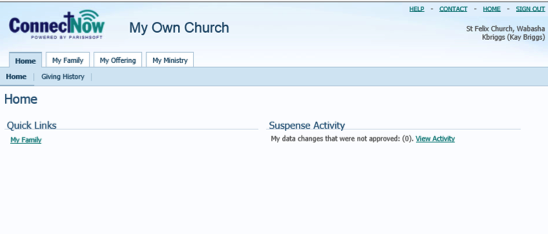 HELP - CONTACT - HOME - SIGN OUT
ConnectNow
POWERED BY PARISHSOFT
My Own Church
St Felix Church, Wabasha
Kbriggs (Kay Briggs)
Home My Family My Offering My Ministry
Home Giving History
Home
Quick Links
My Family
Suspense Activity
My data changes that were not approved: (0). View Activity